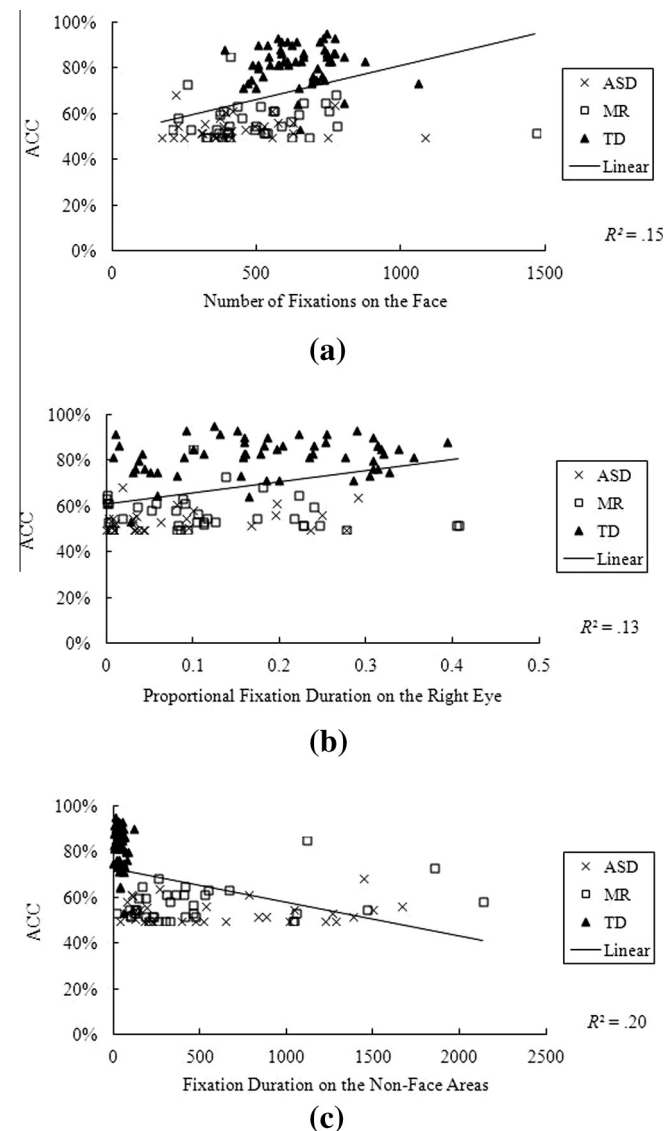 100%
80%
60%
40%
20%
0%
ACC
0 500 1000 1500
Number of Fixations on the Face
ASD
MR
TD
Linear
R² = .15
(a)
100%
80%
60%
40%
20%
0%
ACC
0 0.1 0.2 0.3 0.4 0.5
Proportional Fixation Duration on the Right Eye
ASD
MR
TD
Linear
R² = .13
(b)
100%
80%
60%
40%
20%
0%
ACC
0 500 1000 1500 2000 2500
Fixation Duration on the Non-Face Areas
ASD
MR
TD
Linear
R² = .20
(c)